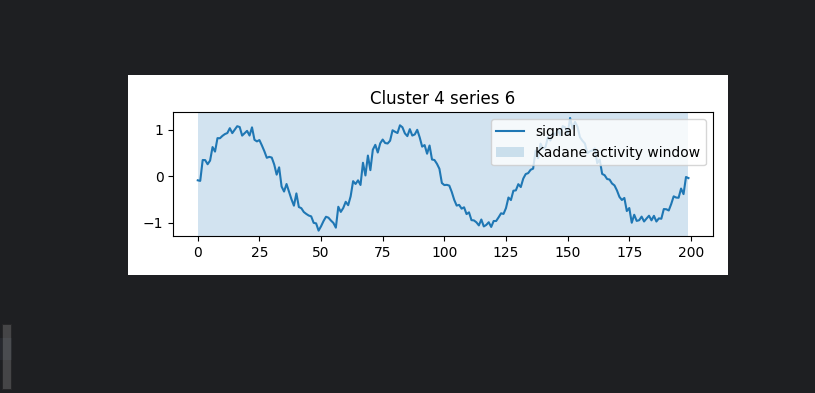 Cluster 4 series 6
signal
Kadane activity window
1
0
−1
0 25 50 75 100 125 150 175 200